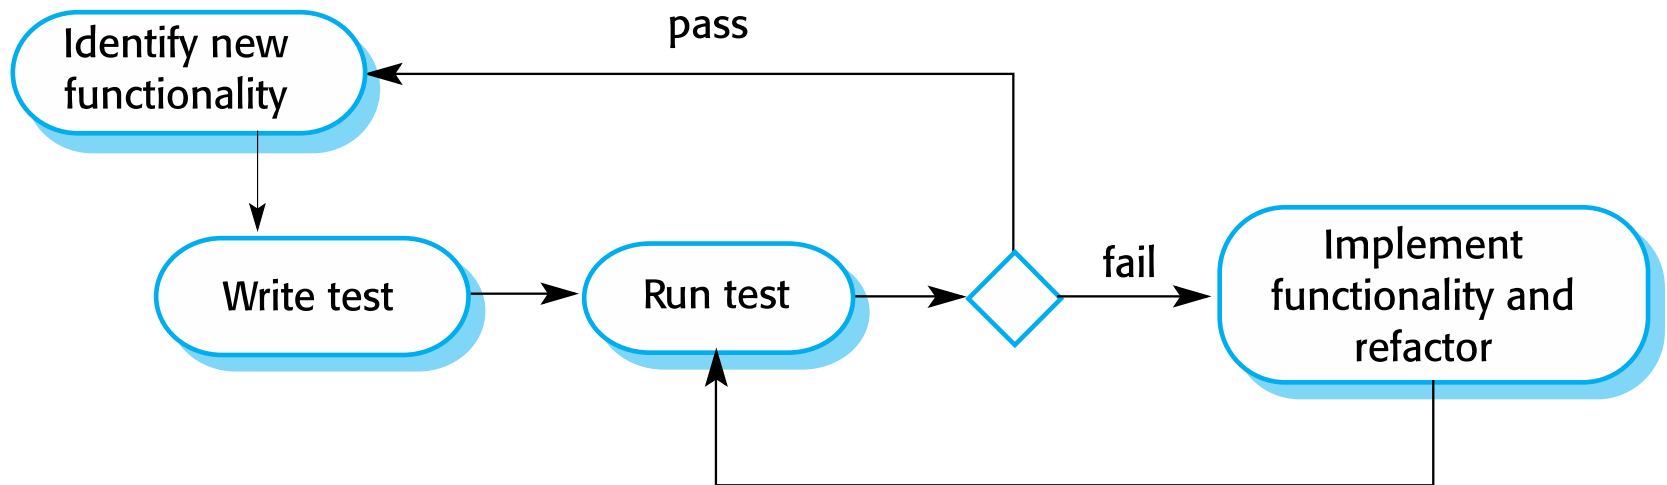 Identify new
functionality
pass
Write test
Run test
fail
Implement
functionality and
refactor